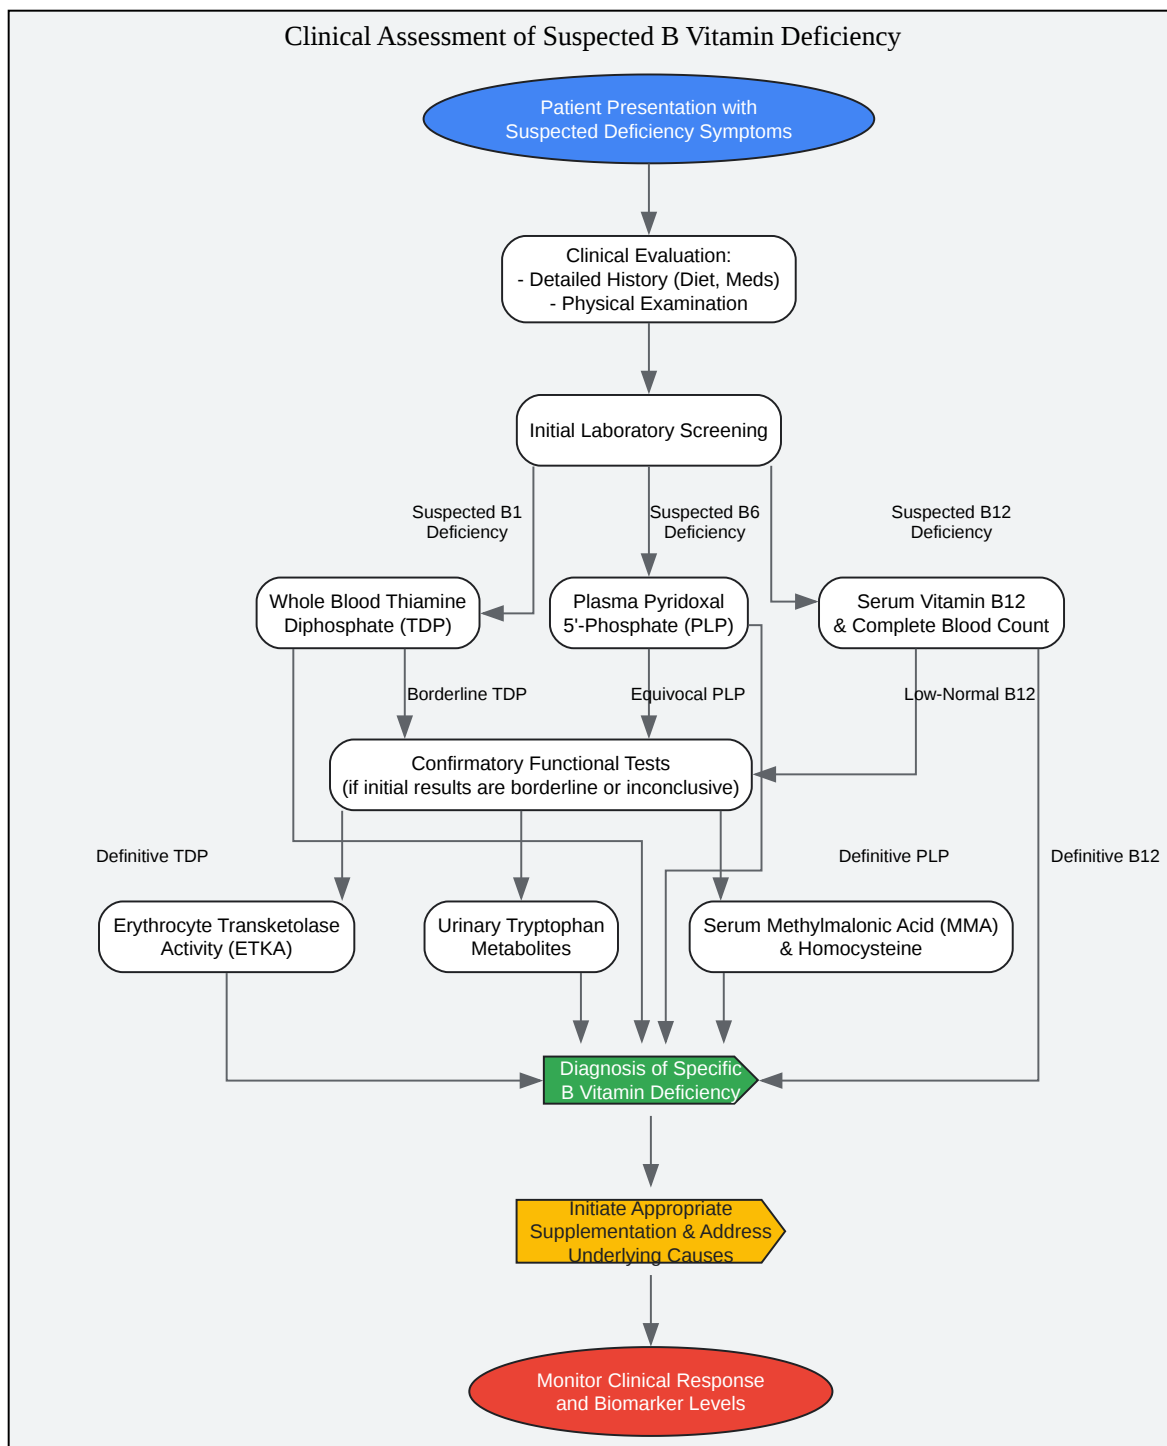 Clinical Assessment of Suspected B Vitamin Deficiency
Patient Presentation with
Suspected Deficiency Symptoms
Clinical Evaluation:
- Detailed History (Diet, Meds)
- Physical Examination
Initial Laboratory Screening
Suspected B1
Deficiency
Suspected B6
Deficiency
Suspected B12
Deficiency
Whole Blood Thiamine
Diphosphate (TDP)
Plasma Pyridoxal
5'-Phosphate (PLP)
Serum Vitamin B12
& Complete Blood Count
Borderline TDP
Equivocal PLP
Low-Normal B12
Confirmatory Functional Tests
(if initial results are borderline or inconclusive)
Definitive TDP
Definitive PLP
Definitive B12
Erythrocyte Transketolase
Activity (ETKA)
Urinary Tryptophan
Metabolites
Serum Methylmalonic Acid (MMA)
& Homocysteine
Diagnosis of Specific
B Vitamin Deficiency
Initiate Appropriate
Supplementation & Address
Underlying Causes
Monitor Clinical Response
and Biomarker Levels